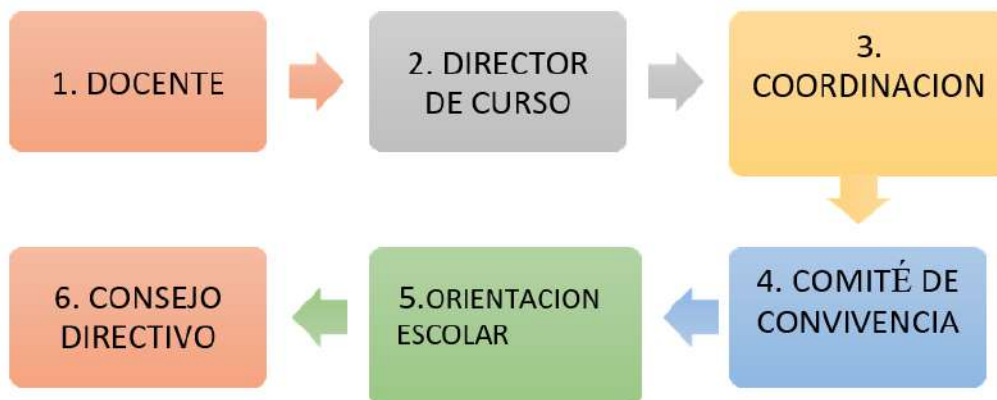 1. DOCENTE
2. DIRECTOR
DE CURSO
3.
COORDINACION
4. COMITÉ DE
CONVIVENCIA
5.ORIENTACION
ESCOLAR
6. CONSEJO
DIRECTIVO